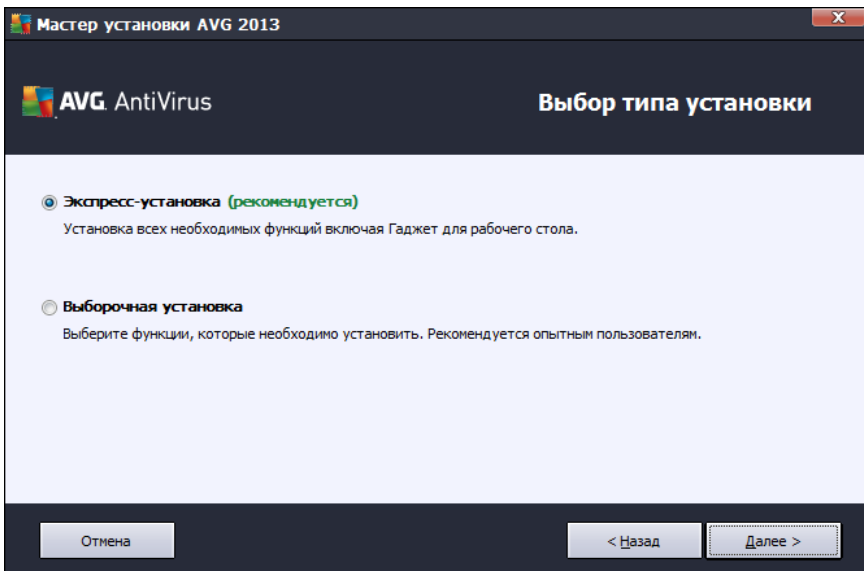 Мастер установки AVG 2013
X
AVG. AntiVirus
Выбор типа установки
Экспресс-установка (рекомендуется)
Установка всех необходимых функций включая Гаджет для рабочего стола.
Выборочная установка
Выберите функции, которые необходимо установить. Рекомендуется опытным пользователям.
Отмена
< Назад
Далее >